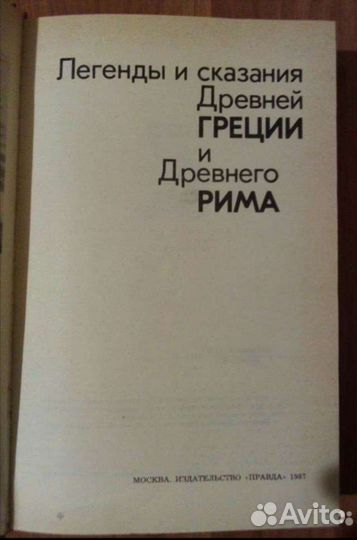 Легенды и сказания
Древней
ГРЕЦИИ
и
Древнего
РИМА
МОСКВА. ИЗДАТЕЛЬСТВО «ПРАВДА» 1987
Avito